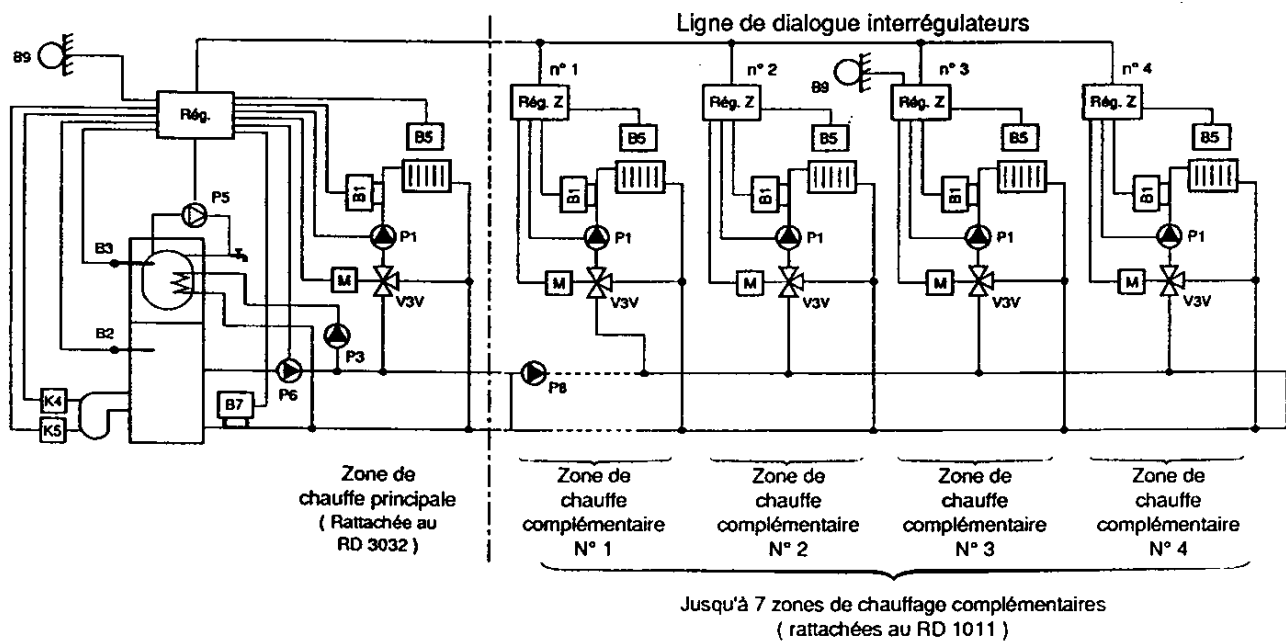 Ligne de dialogue interrégulateurs
B9
n° 1
n° 2
B9
n° 3
n° 4
Rég.
Rég. Z
Rég. Z
Rég. Z
Rég. Z
B5
B5
B5
B5
B5
B1
B1
B1
B1
B1
P5
P1
P1
P1
P1
P1
B3
M
V3V
M
V3V
M
V3V
M
V3V
M
V3V
B2
P3
P6
P8
K4
K5
B7
Zone de
chauffe principale
( Rattachée au
RD 3032 )
Zone de
chauffe
complémentaire
N° 1
Zone de
chauffe
complémentaire
N° 2
Zone de
chauffe
complémentaire
N° 3
Zone de
chauffe
complémentaire
N° 4
Jusqu'à 7 zones de chauffage complémentaires
( rattachées au RD 1011 )